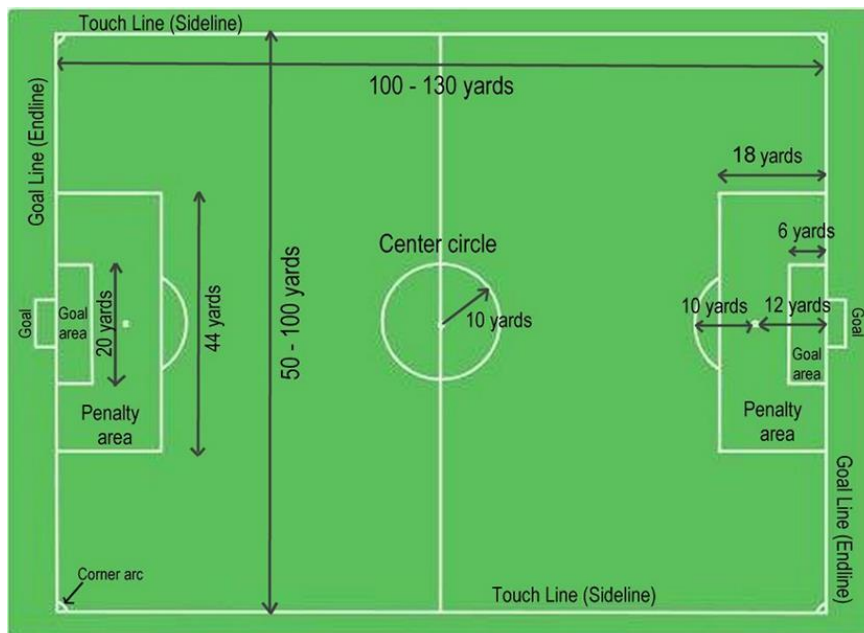 Touch Line (Sideline)
100 - 130 yards
Goal Line (Endline)
18 yards
6 yards
Center circle
10 yards
50 - 100 yards
44 yards
20 yards
Goal
Goal
area
Penalty
area
10 yards
12 yards
Goal
Goal
area
Penalty
area
Goal Line (Endline)
Corner arc
Touch Line (Sideline)